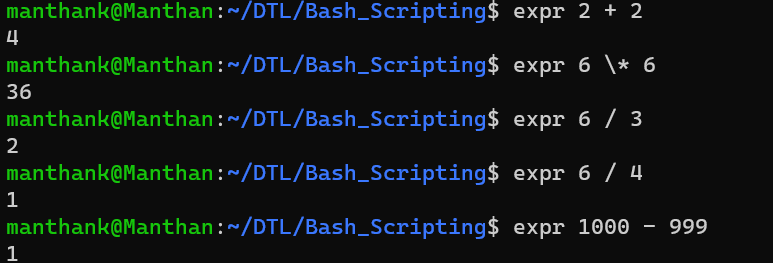 manthank@Manthan:~/DTL/Bash_Scripting$ expr 2 + 2
4
manthank@Manthan:~/DTL/Bash_Scripting$ expr 6 \* 6
36
manthank@Manthan:~/DTL/Bash_Scripting$ expr 6 / 3
2
manthank@Manthan:~/DTL/Bash_Scripting$ expr 6 / 4
1
manthank@Manthan:~/DTL/Bash_Scripting$ expr 1000 - 999
1